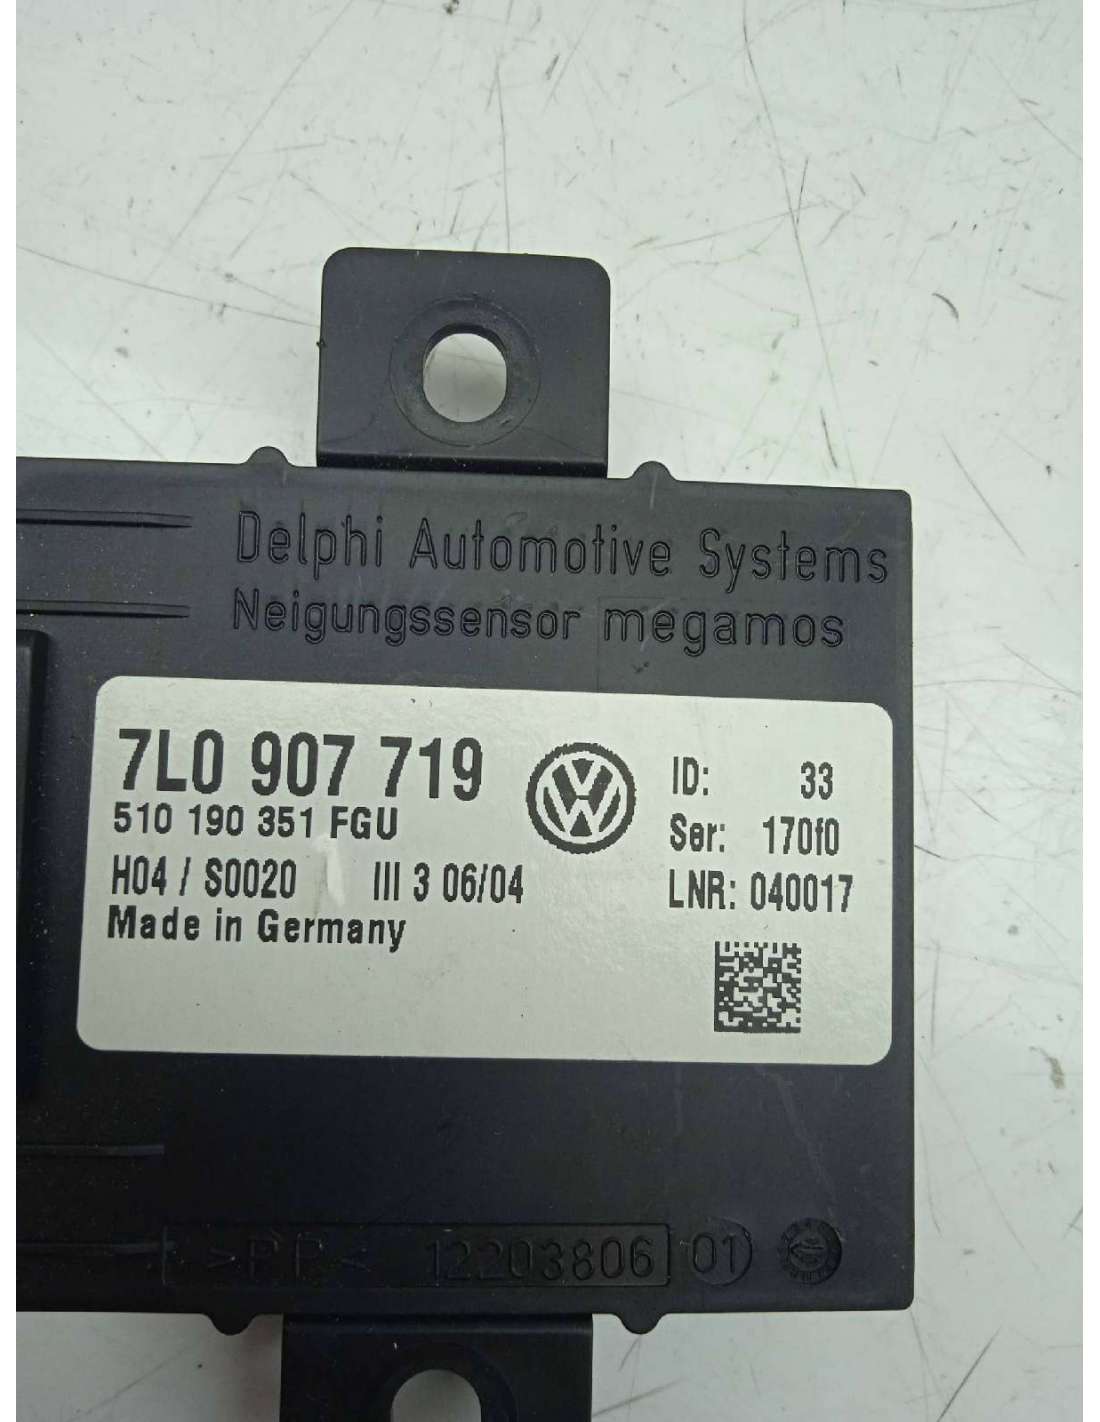 Delphi Automotive Systems
Neigungssensor megamos
7L0 907 719
510 190 351 FGU
H04 / S0020 III 3 06/04
Made in Germany
ID: 33
Ser: 170f0
LNR: 040017
>PP< 12203806 01